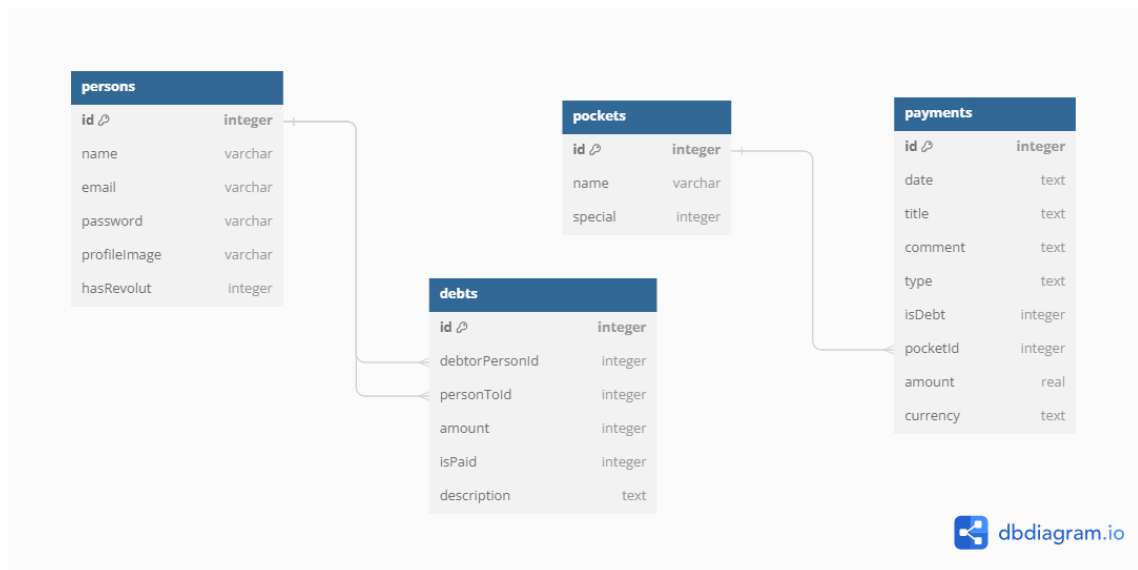 persons
id integer
name varchar
email varchar
password varchar
profileImage varchar
hasRevolut integer
pockets
id integer
name varchar
special integer
payments
id integer
date text
title text
comment text
type text
isDebt integer
pocketId integer
amount real
currency text
debts
id integer
debtorPersonId integer
personToId integer
amount integer
isPaid integer
description text
dbdiagram.io